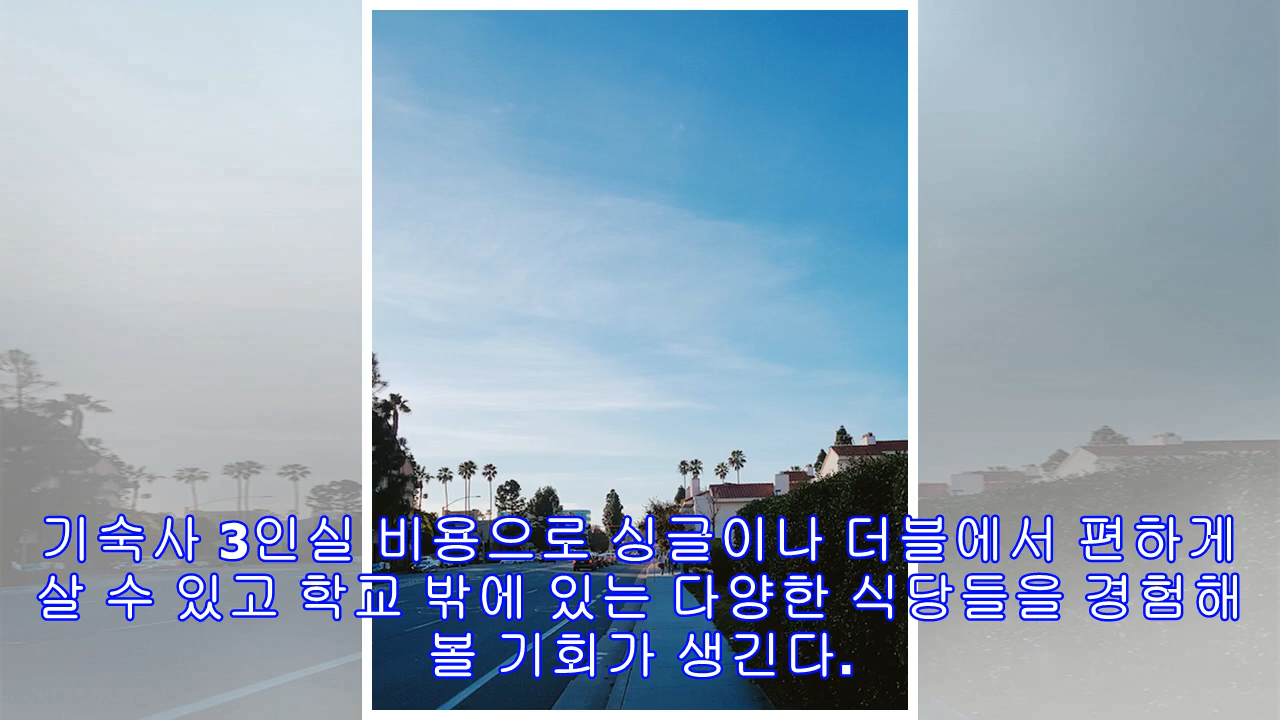 기숙사 3인실 비용으로 싱글이나 더블에서 편하게
살 수 있고 학교 밖에 있는 다양한 식당들을 경험해
볼 기회가 생긴다.